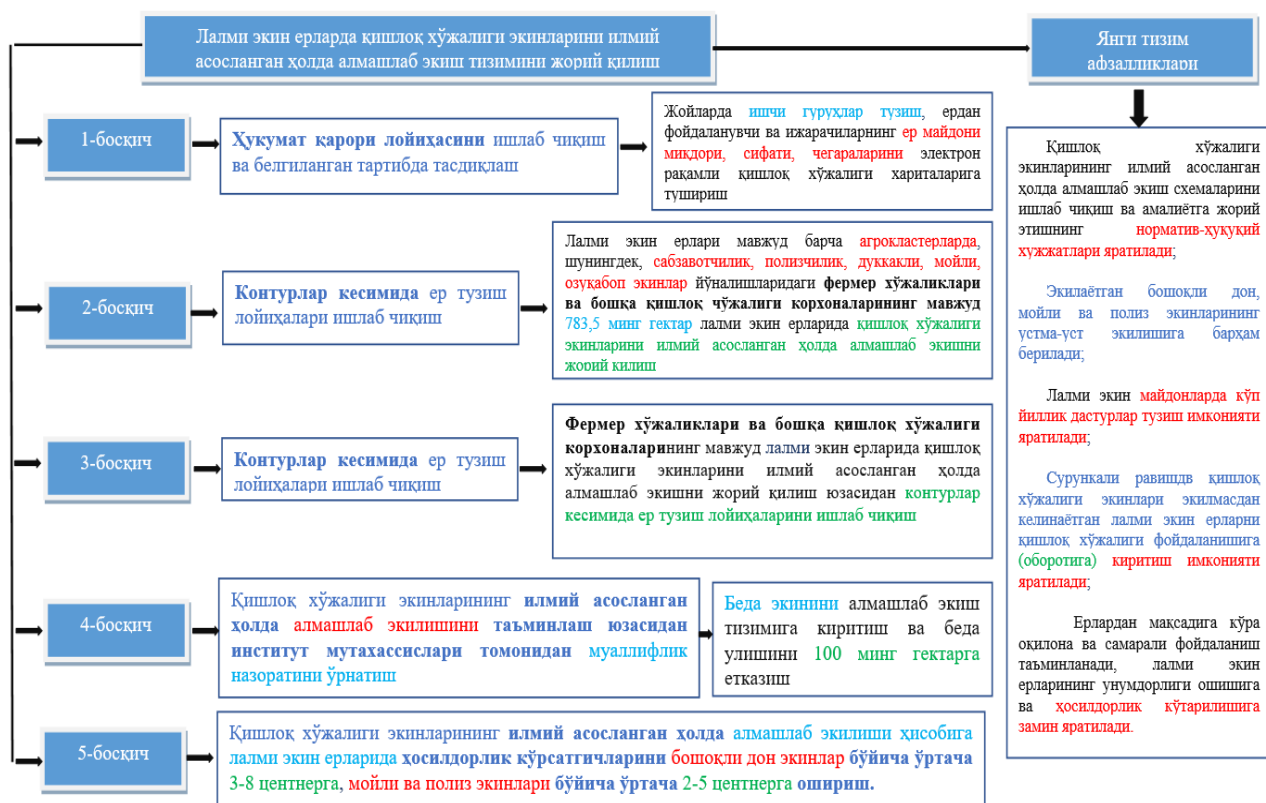 Лалми экин ерларда қишлоқ хўжалиги экинларини илмий
асосланган ҳолда алмашлаб экиш тизимини жорий қилиш
Янги тизим
афзалликлари
1-босқич
Ҳукумат қарори лойиҳасини ишлаб чиқиш
ва белгиланган тартибда тасдиқлаш
Жойларда ишчи гуруҳлар тузиш, ердан
фойдаланувчи ва ижарачиларнинг ер майдони
миқдори, сифати, чегараларини электрон
рақамли қишлоқ хўжалиги хариталарига
тушириш
2-босқич
Контурлар кесимида ер тузиш
лойиҳалари ишлаб чиқиш
Лалми экин ерлари мавжуд барча агрокластерларда,
шунингдек, сабзавотчилик, полизчилик, дуккакли, мойли,
озуқабоп экинлар йўналишларидаги фермер хўжаликлари
ва бошқа қишлоқ чўжалиги корхоналарининг мавжуд
783,5 минг гектар лалми экин ерларида қишлоқ хўжалиги
экинларини илмий асосланган ҳолда алмашлаб экишни
жорий қилиш
3-босқич
Контурлар кесимида ер тузиш
лойиҳалари ишлаб чиқиш
Фермер хўжаликлари ва бошқа қишлоқ хўжалиги
корхоналарининг мавжуд лалми экин ерларида қишлоқ
хўжалиги экинларини илмий асосланган ҳолда
алмашлаб экишни жорий қилиш юзасидан контурлар
кесимида ер тузиш лойиҳаларини ишлаб чиқиш
4-босқич
Қишлоқ хўжалиги экинларининг илмий асосланган
ҳолда алмашлаб экилишини таъминлаш юзасидан
институт мутахассислари томонидан муаллифлик
назоратини ўрнатиш
Беда экинини алмашлаб экиш
тизимига киритиш ва беда
улишини 100 минг гектарга
етказиш
5-босқич
Қишлоқ хўжалиги экинларининг илмий асосланган ҳолда алмашлаб экилиши ҳисобига
лалми экин ерларида ҳосилдорлик кўрсатгичларини бошоқли дон экинлар бўйича ўртача
3-8 центнерга, мойли ва полиз экинлари бўйича ўртача 2-5 центнерга ошириш.
Қишлоқ хўжалиги
экинларининг илмий асосланган
ҳолда алмашлаб экиш схемаларини
ишлаб чиқиш ва амалиётга жорий
этишнинг норматив-ҳуқуқий
хужжатлари яратилади;
Экилаётган бошоқли дон,
мойли ва полиз экинларининг
устма-уст экилишига барҳам
берилади;
Лалми экин майдонларда кўп
йиллик дастурлар тузиш имконияти
яратилади;
Сурункали равишдв қишлоқ
хўжалиги экинлари экилмасдан
келинаётган лалми экин ерларни
қишлоқ хўжалиги фойдаланишига
(оборотига) киритиш имконияти
яратилади;
Ерлардан мақсадига кўра
оқилона ва самарали фойдаланиш
таъминланади, лалми экин
ерларининг унумдорлиги ошишига
ва ҳосилдорлик кўтарилишига
замин яратилади.